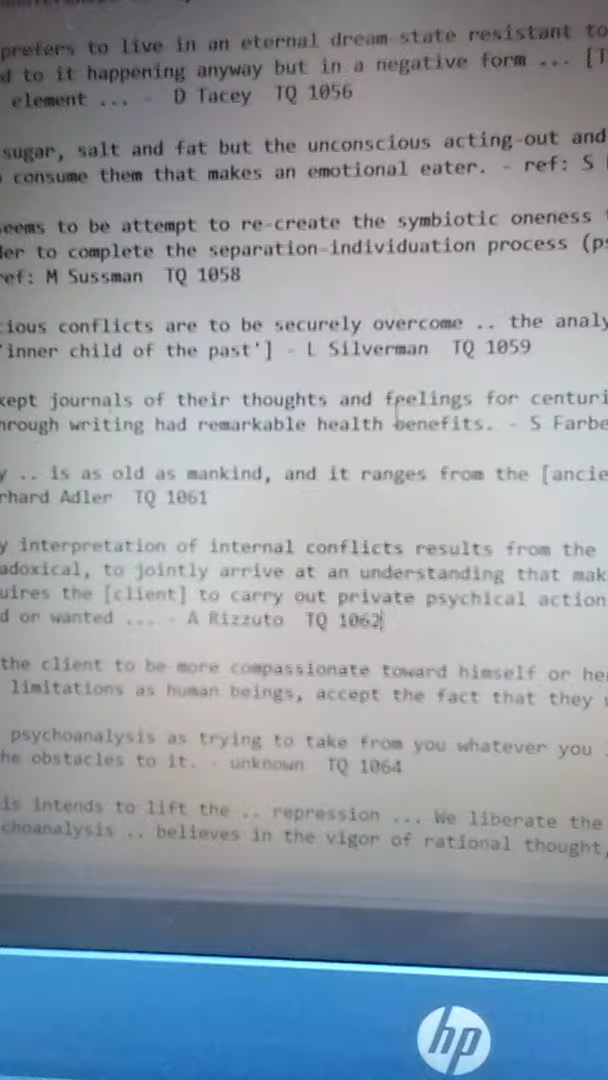 prefers to live in an eternal dream state resistant to
d to it happening anyway but in a negative form ... [T
element ... - D Tacey TQ 1056
sugar, salt and fat but the unconscious acting-out and
consume them that makes an emotional eater. - ref: S
seems to be attempt to re-create the symbiotic oneness
der to complete the separation-individuation process (ps
ref: M Sussman TQ 1058
cious conflicts are to be securely overcome .. the analy
'inner child of the past'] - L Silverman TQ 1059
kept journals of their thoughts and feelings for centuri
hrough writing had remarkable health benefits. - S Farbe
y .. is as old as mankind, and it ranges from the [ancie
rhard Adler TQ 1061
y interpretation of internal conflicts results from the
adoxical, to jointly arrive at an understanding that mak
uires the [client] to carry out private psychical action
d or wanted ... - A Rizzuto TQ 1062
the client to be more compassionate toward himself or her
limitations as human beings, accept the fact that they w
psychoanalysis as trying to take from you whatever you
he obstacles to it. - unknown TQ 1064
is intends to lift the .. repression ... We liberate the
choanalysis .. believes in the vigor of rational thought,
hp